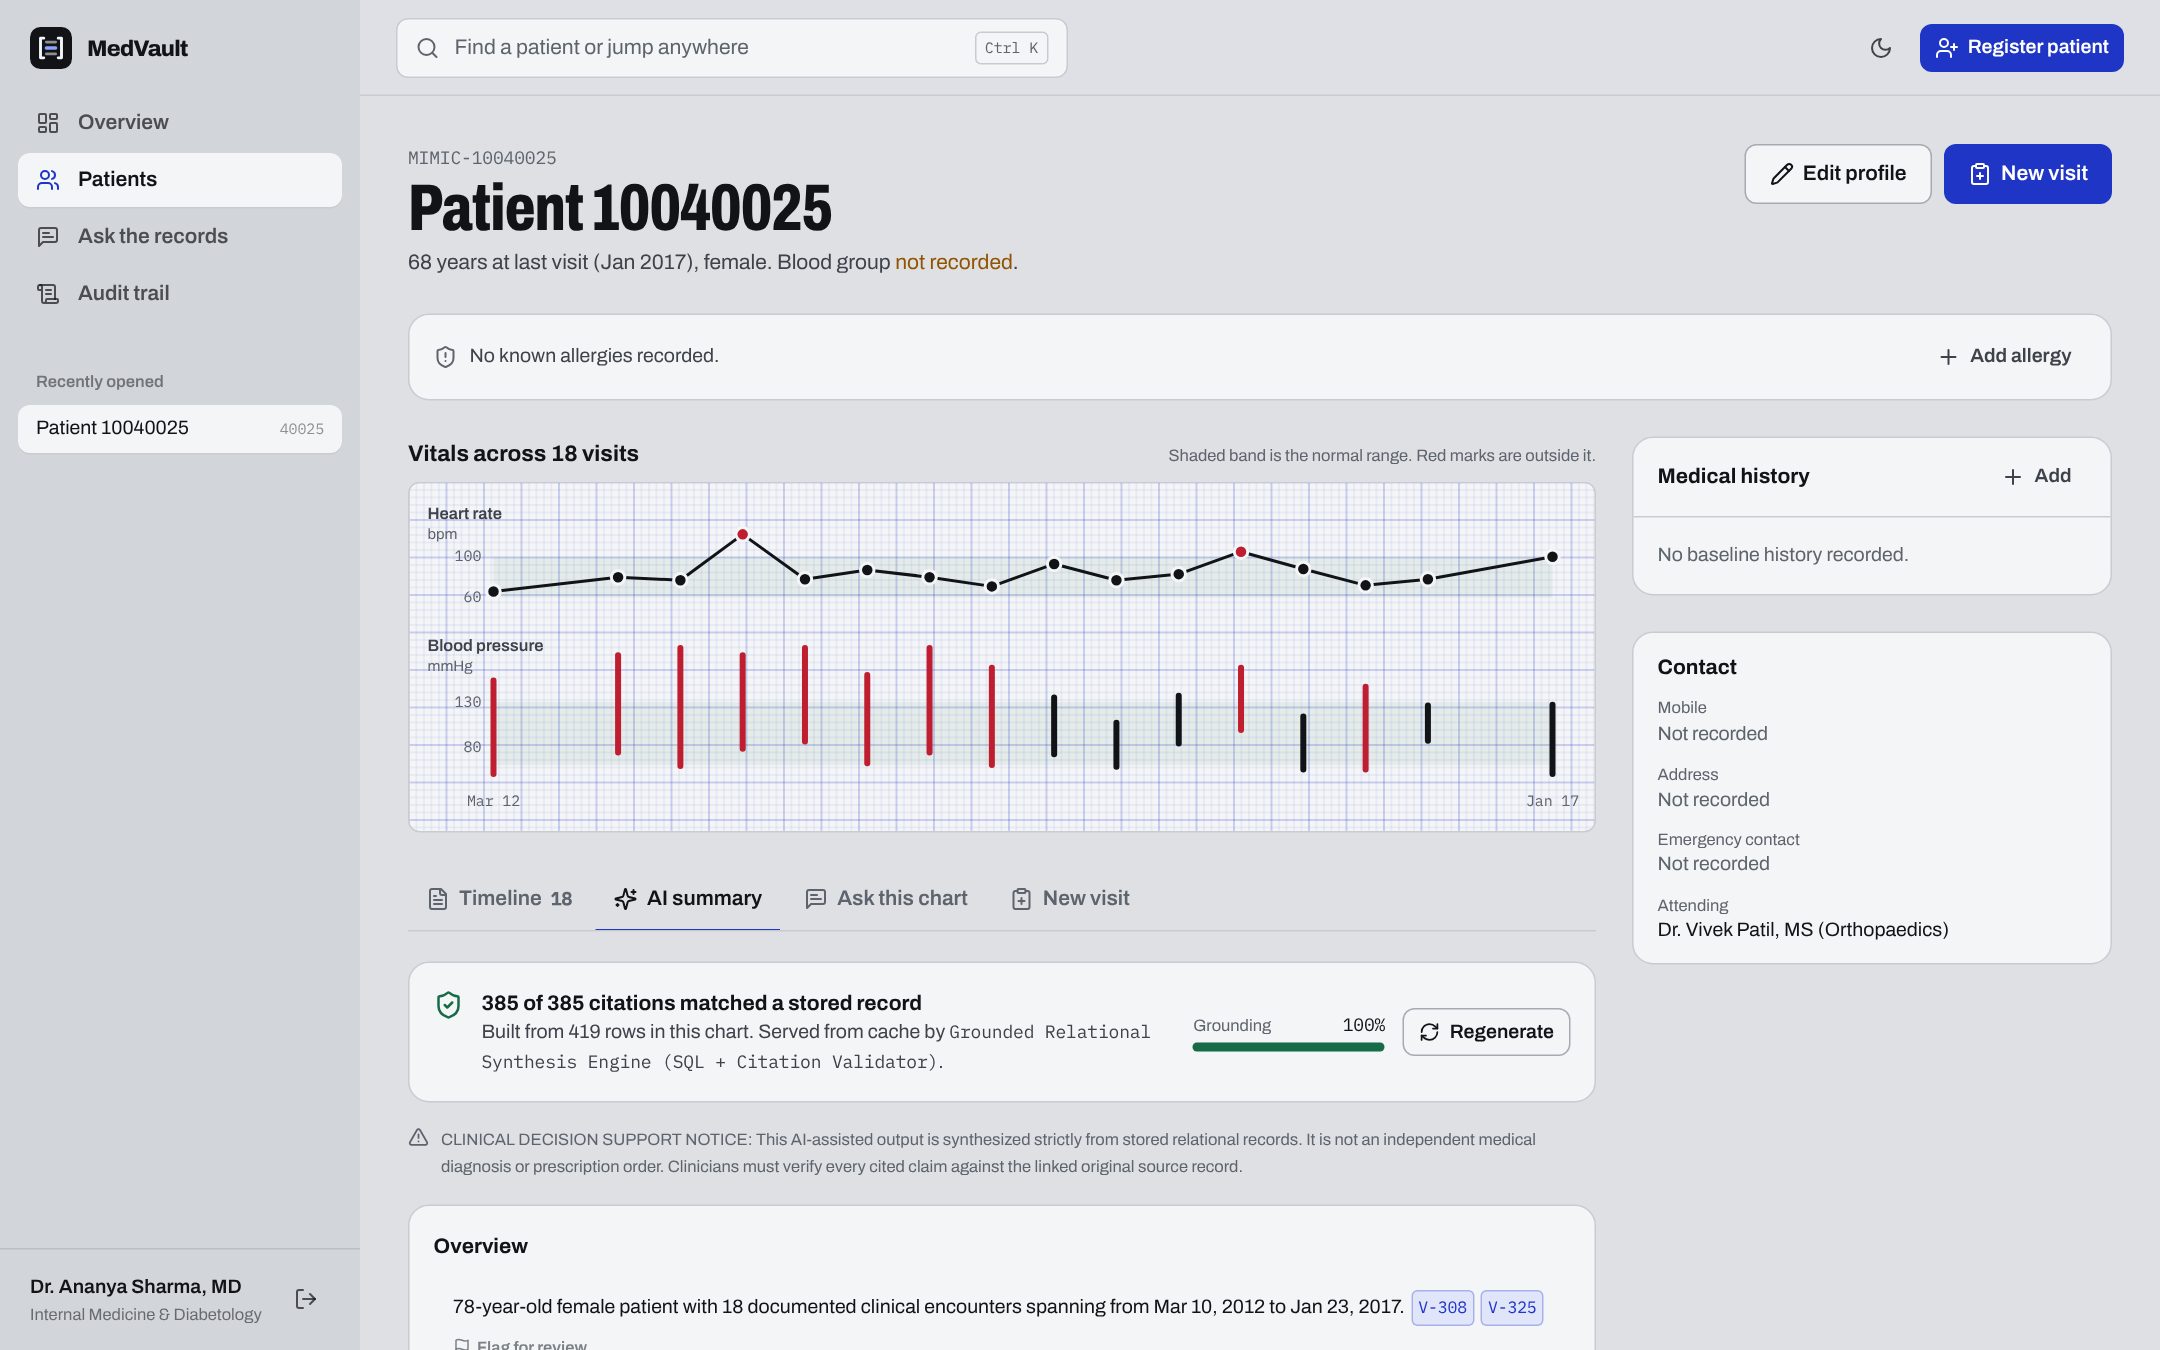 MedVault
Overview
Patients
Ask the records
Audit trail
Recently opened
Patient 10040025 40025
Dr. Ananya Sharma, MD
Internal Medicine & Diabetology
Find a patient or jump anywhere Ctrl K
Register patient
MIMIC-10040025
Patient 10040025
68 years at last visit (Jan 2017), female. Blood group not recorded.
Edit profile
New visit
No known allergies recorded.
Add allergy
Vitals across 18 visits
Shaded band is the normal range. Red marks are outside it.
Heart rate
bpm
100
60
Blood pressure
mmHg
130
80
Mar 12
Jan 17
Medical history
Add
No baseline history recorded.
Contact
Mobile
Not recorded
Address
Not recorded
Emergency contact
Not recorded
Attending
Dr. Vivek Patil, MS (Orthopaedics)
Timeline 18
AI summary
Ask this chart
New visit
385 of 385 citations matched a stored record
Built from 419 rows in this chart. Served from cache by Grounded Relational
Synthesis Engine (SQL + Citation Validator).
Grounding 100%
Regenerate
CLINICAL DECISION SUPPORT NOTICE: This AI-assisted output is synthesized strictly from stored relational records. It is not an independent medical
diagnosis or prescription order. Clinicians must verify every cited claim against the linked original source record.
Overview
78-year-old female patient with 18 documented clinical encounters spanning from Mar 10, 2012 to Jan 23, 2017. V-308 V-325
Flag for review